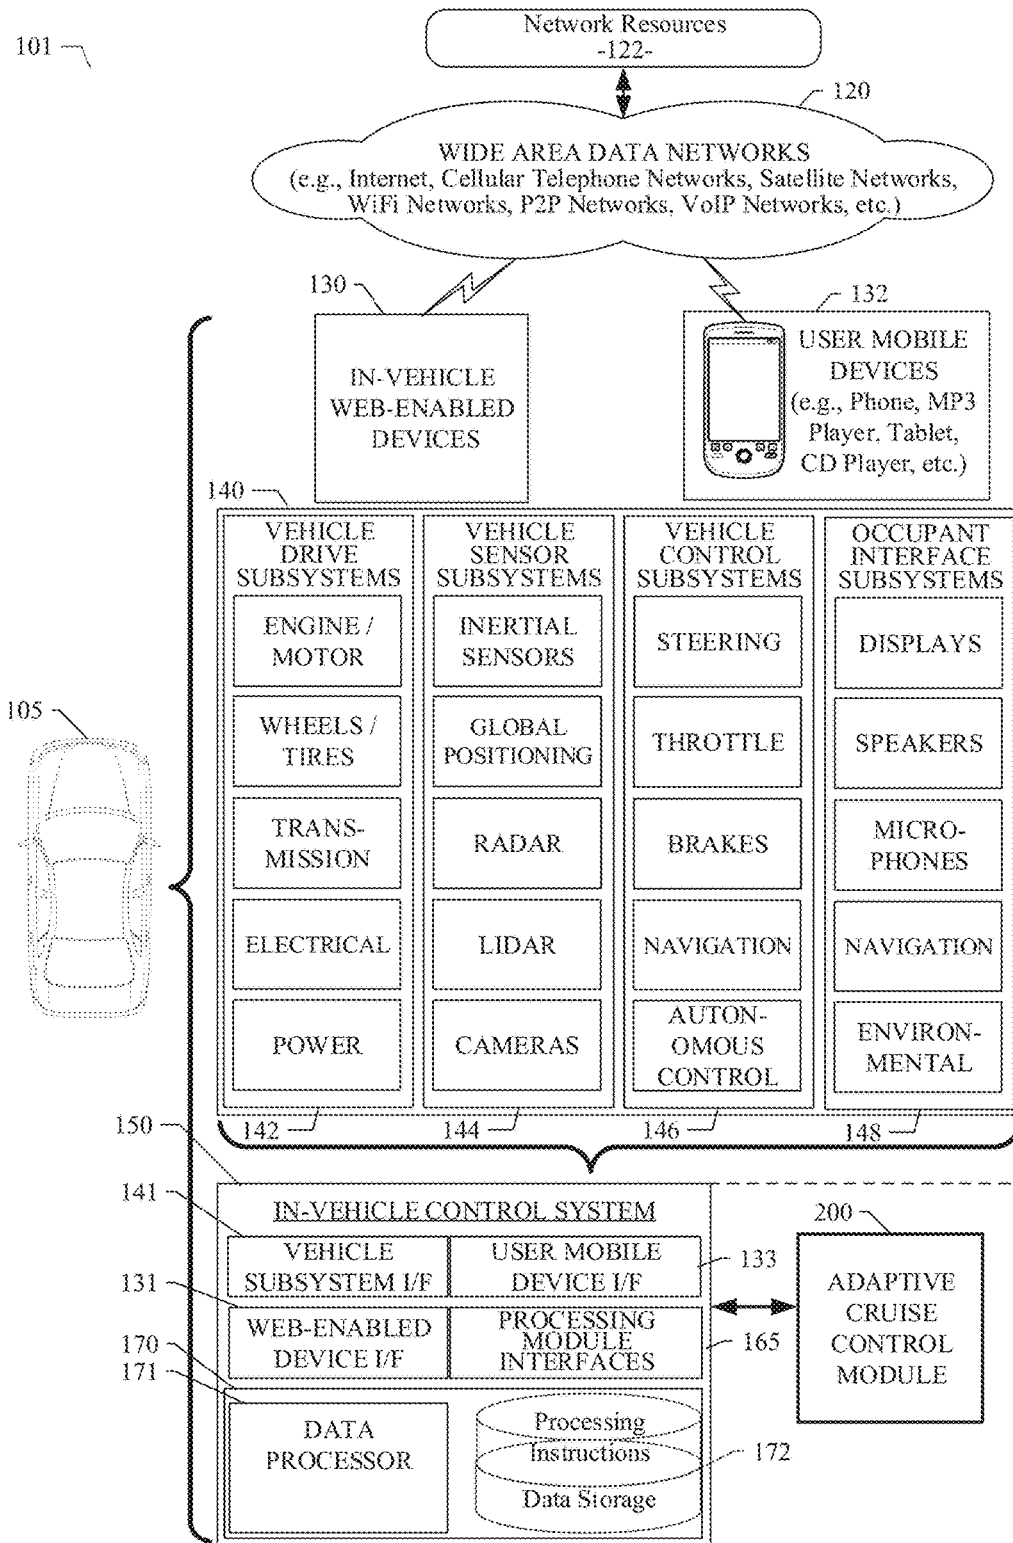 101
Network Resources
-122-
120
WIDE AREA DATA NETWORKS
(e.g., Internet, Cellular Telephone Networks, Satellite Networks,
WiFi Networks, P2P Networks, VoIP Networks, etc.)
130
IN-VEHICLE
WEB-ENABLED
DEVICES
132
USER MOBILE
DEVICES
(e.g., Phone, MP3
Player, Tablet,
CD Player, etc.)
140
VEHICLE
DRIVE
SUBSYSTEMS
ENGINE /
MOTOR
WHEELS /
TIRES
TRANS-
MISSION
ELECTRICAL
POWER
142
VEHICLE
SENSOR
SUBSYSTEMS
INERTIAL
SENSORS
GLOBAL
POSITIONING
RADAR
LIDAR
CAMERAS
144
VEHICLE
CONTROL
SUBSYSTEMS
STEERING
THROTTLE
BRAKES
NAVIGATION
AUTON-
OMOUS
CONTROL
146
OCCUPANT
INTERFACE
SUBSYSTEMS
DISPLAYS
SPEAKERS
MICRO-
PHONES
NAVIGATION
ENVIRON-
MENTAL
148
105
150
IN-VEHICLE CONTROL SYSTEM
141
VEHICLE
SUBSYSTEM I/F
USER MOBILE
DEVICE I/F
133
131
WEB-ENABLED
DEVICE I/F
PROCESSING
MODULE
INTERFACES
165
170
171
DATA
PROCESSOR
Processing
Instructions
Data Storage
172
200
ADAPTIVE
CRUISE
CONTROL
MODULE